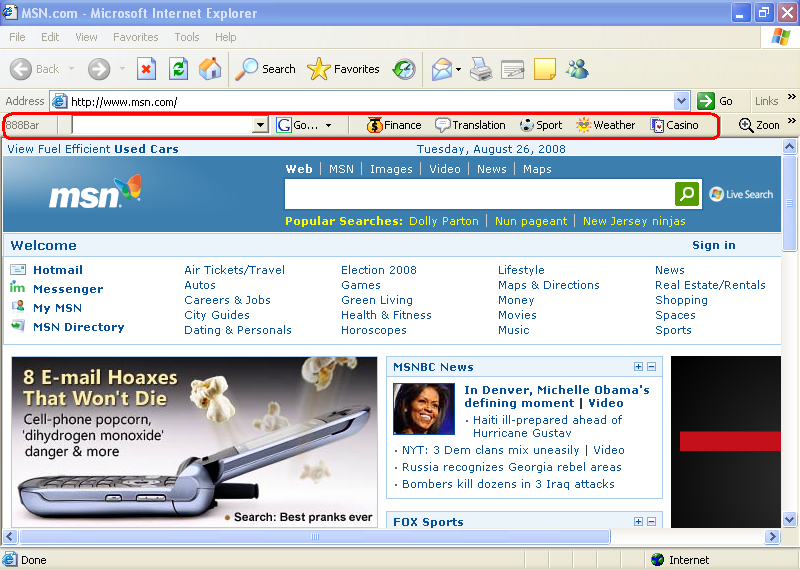 MSN.com - Microsoft Internet Explorer
File Edit View Favorites Tools Help
Back Search Favorites
Address http://www.msn.com/ Go Links »
888Bar G Go... Finance Translation Sport Weather Casino Zoon »
View Fuel Efficient Used Cars Tuesday, August 26, 2008
Web | MSN | Images | Video | News | Maps
msn
Live Search
Popular Searches: Dolly Parton | Nun pageant | New Jersey ninjas
Welcome Sign in
Hotmail Air Tickets/Travel Election 2008 Lifestyle News
Messenger Autos Games Maps & Directions Real Estate/Rentals
My MSN Careers & Jobs Green Living Money Shopping
MSN Directory City Guides Health & Fitness Movies Spaces
Dating & Personals Horoscopes Music Sports
8 E-mail Hoaxes
That Won't Die
Cell-phone popcorn,
'dihydrogen monoxide'
danger & more
• Search: Best pranks ever
MSNBC News
In Denver, Michelle Obama's
defining moment | Video
· Haiti ill-prepared ahead of
Hurricane Gustav
· NYT: 3 Dem clans mix uneasily | Video
· Russia recognizes Georgia rebel areas
· Bombers kill dozens in 3 Iraq attacks
FOX Sports
Done Internet